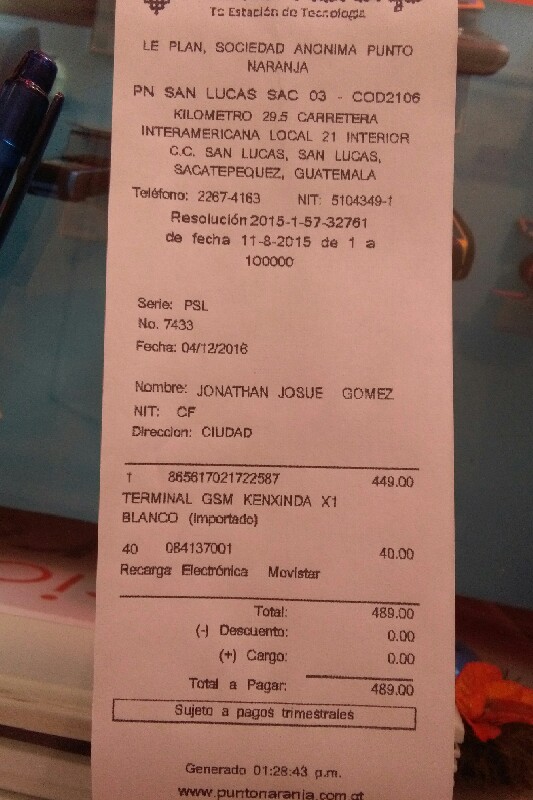 Tu Estación de Tecnología
LE PLAN, SOCIEDAD ANONIMA PUNTO
NARANJA
PN SAN LUCAS SAC 03 - COD2106
KILOMETRO 29.5 CARRETERA
INTERAMERICANA LOCAL 21 INTERIOR
C.C. SAN LUCAS, SAN LUCAS,
SACATEPEQUEZ, GUATEMALA
Teléfono: 2267-4163 NIT: 5104349-1
Resolución 2015-1-57-32761
de fecha 11-8-2015 de 1 a
100000
Serie: PSL
No. 7433
Fecha: 04/12/2016
Nombre: JONATHAN JOSUE GOMEZ
NIT: CF
Direccion: CIUDAD
1 865617021722587 449.00
TERMINAL GSM KENXINDA X1
BLANCO (Importado)
40 084137001 40.00
Recarga Electrónica Movistar
Total: 489.00
(-) Descuento: 0.00
(+) Cargo: 0.00
Total a Pagar: 489.00
Sujeto a pagos trimestrales
Generado 01:28:43 p.m.
www.puntonaranja.com.gt